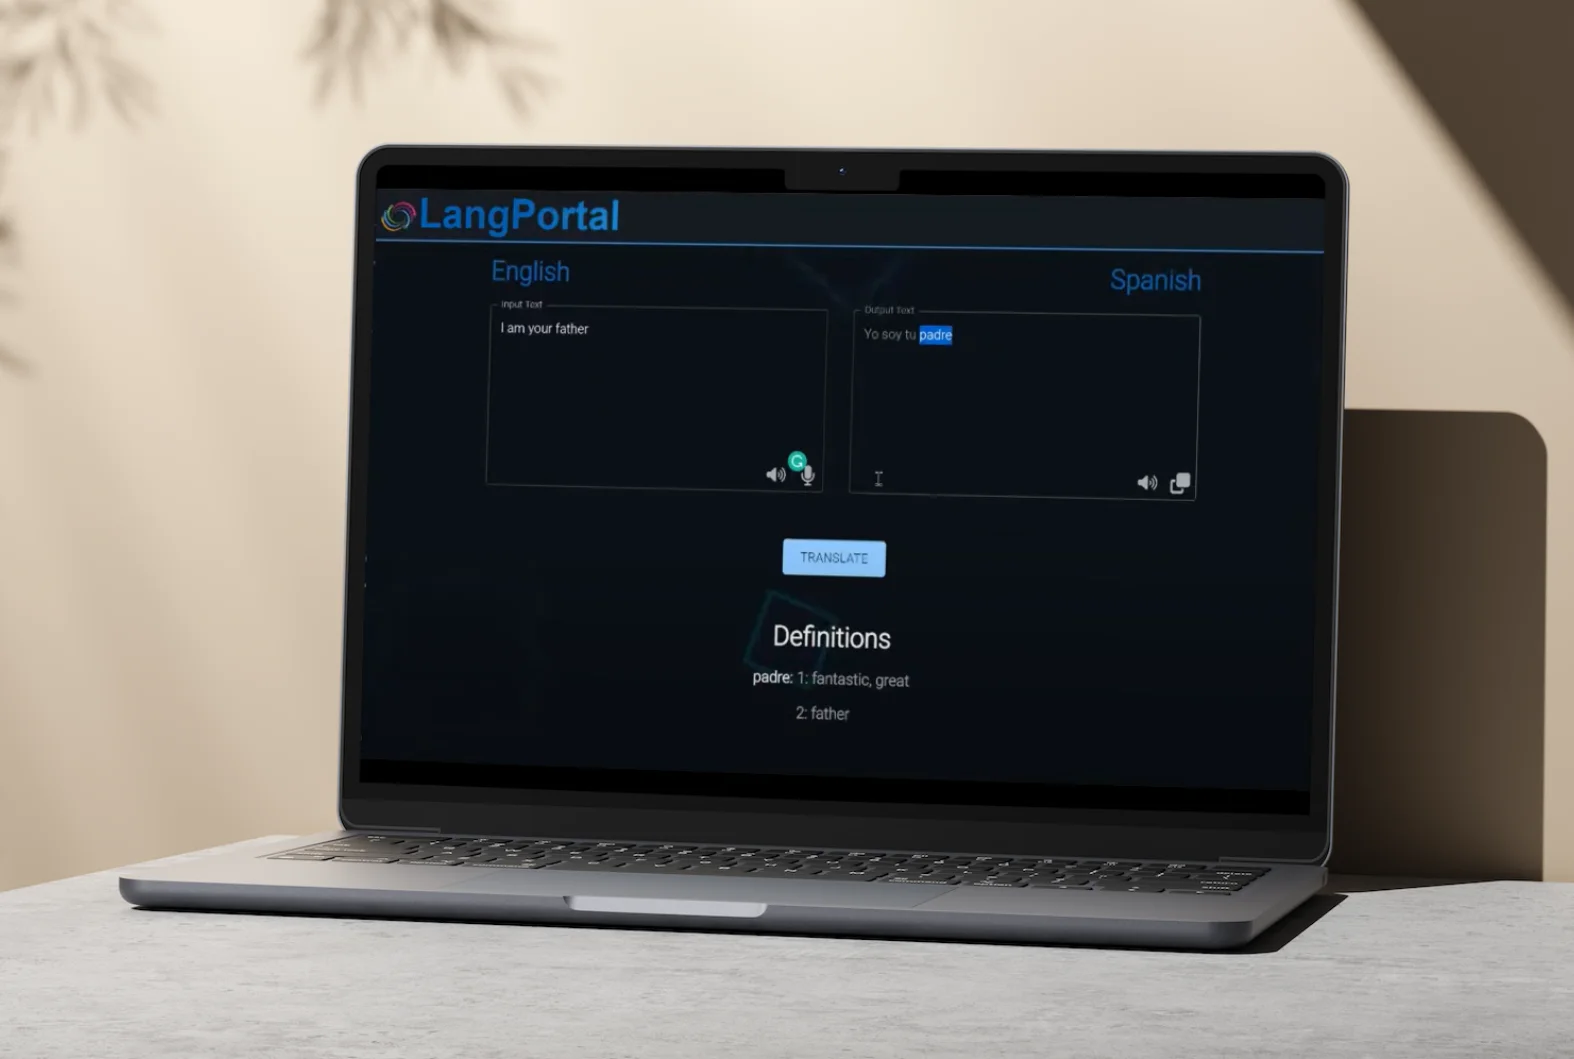 LangPortal
English
Spanish
Input Text
Output Text
I am your father
Yo soy tu padre
TRANSLATE
Definitions
padre: 1: fantastic, great
2: father